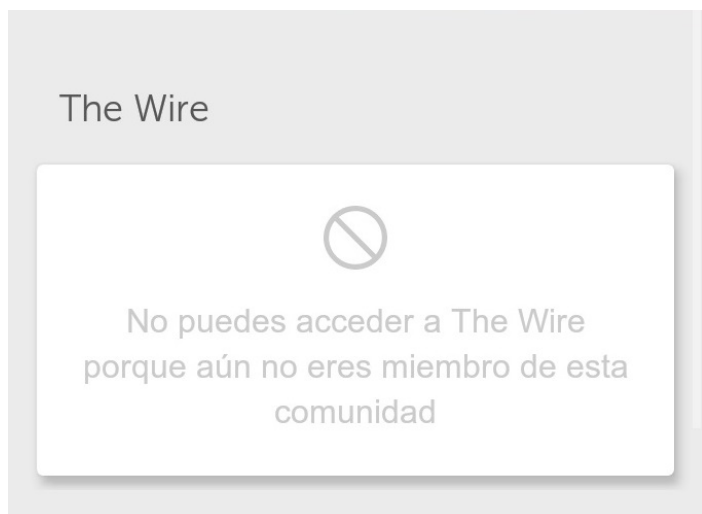 The Wire
No puedes acceder a The Wire
porque aún no eres miembro de esta
comunidad